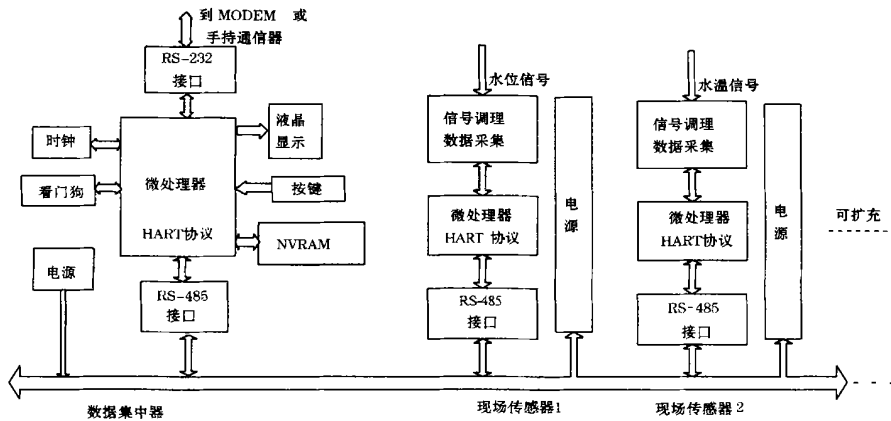 到 MODEM 或
手持通信器
RS-232
接口
时钟
看门狗
微处理器
HART协议
液晶
显示
按键
NVRAM
电源
RS-485
接口
数据集中器
水位信号
信号调理
数据采集
微处理器
HART 协议
RS-485
接口
电
源
现场传感器1
水温信号
信号调理
数据采集
微处理器
HART协议
RS-485
接口
电
源
现场传感器2
可扩充